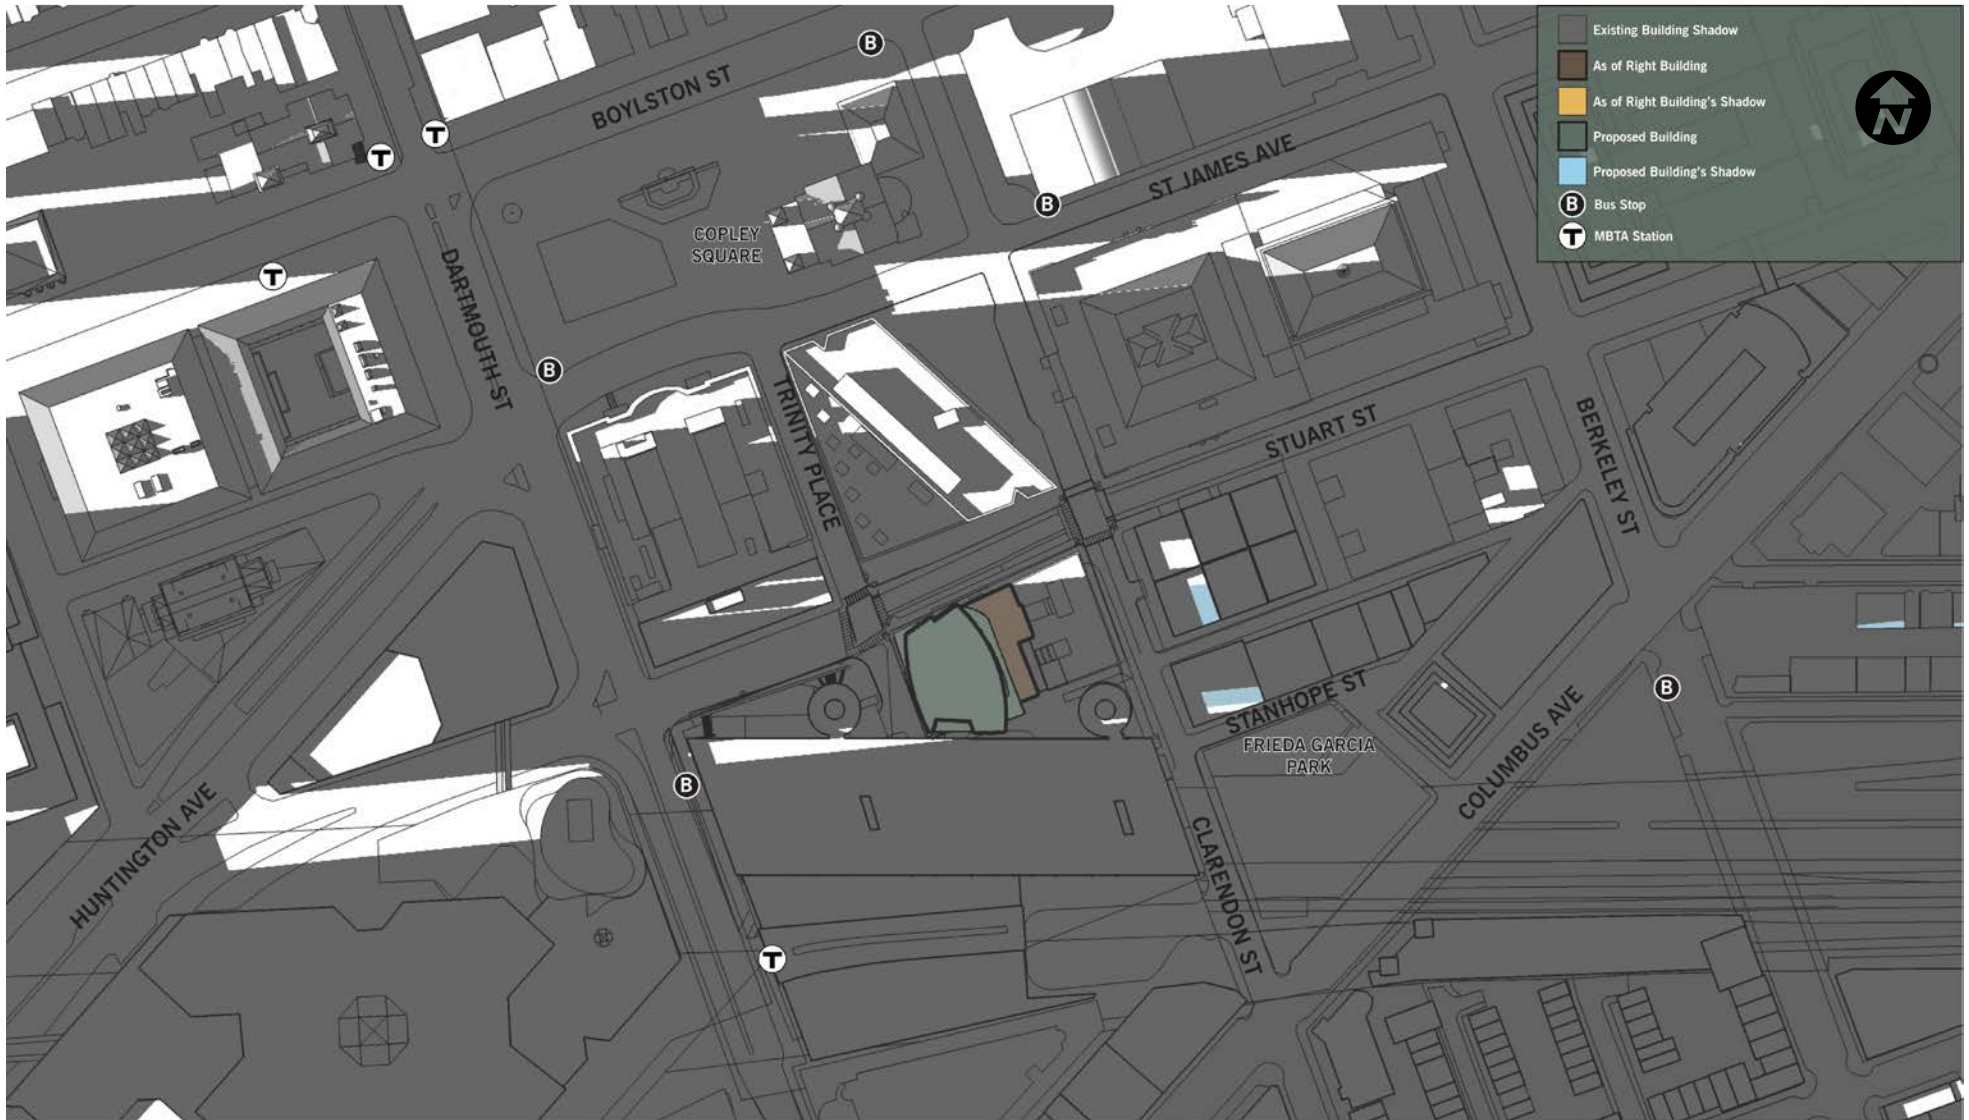 Existing Building Shadow
As of Right Building
As of Right Building's Shadow
Proposed Building
Proposed Building's Shadow
B Bus Stop
T MBTA Station
N
B
BOYLSTON ST
T
T
ST JAMES AVE
B
COPLEY
SQUARE
T
DARTMOUTH ST
B
TRINITY PLACE
STUART ST
BERKELEY ST
STANHOPE ST
B
FRIEDA GARCIA
PARK
COLUMBUS AVE
B
HUNTINGTON AVE
CLARENDON ST
T